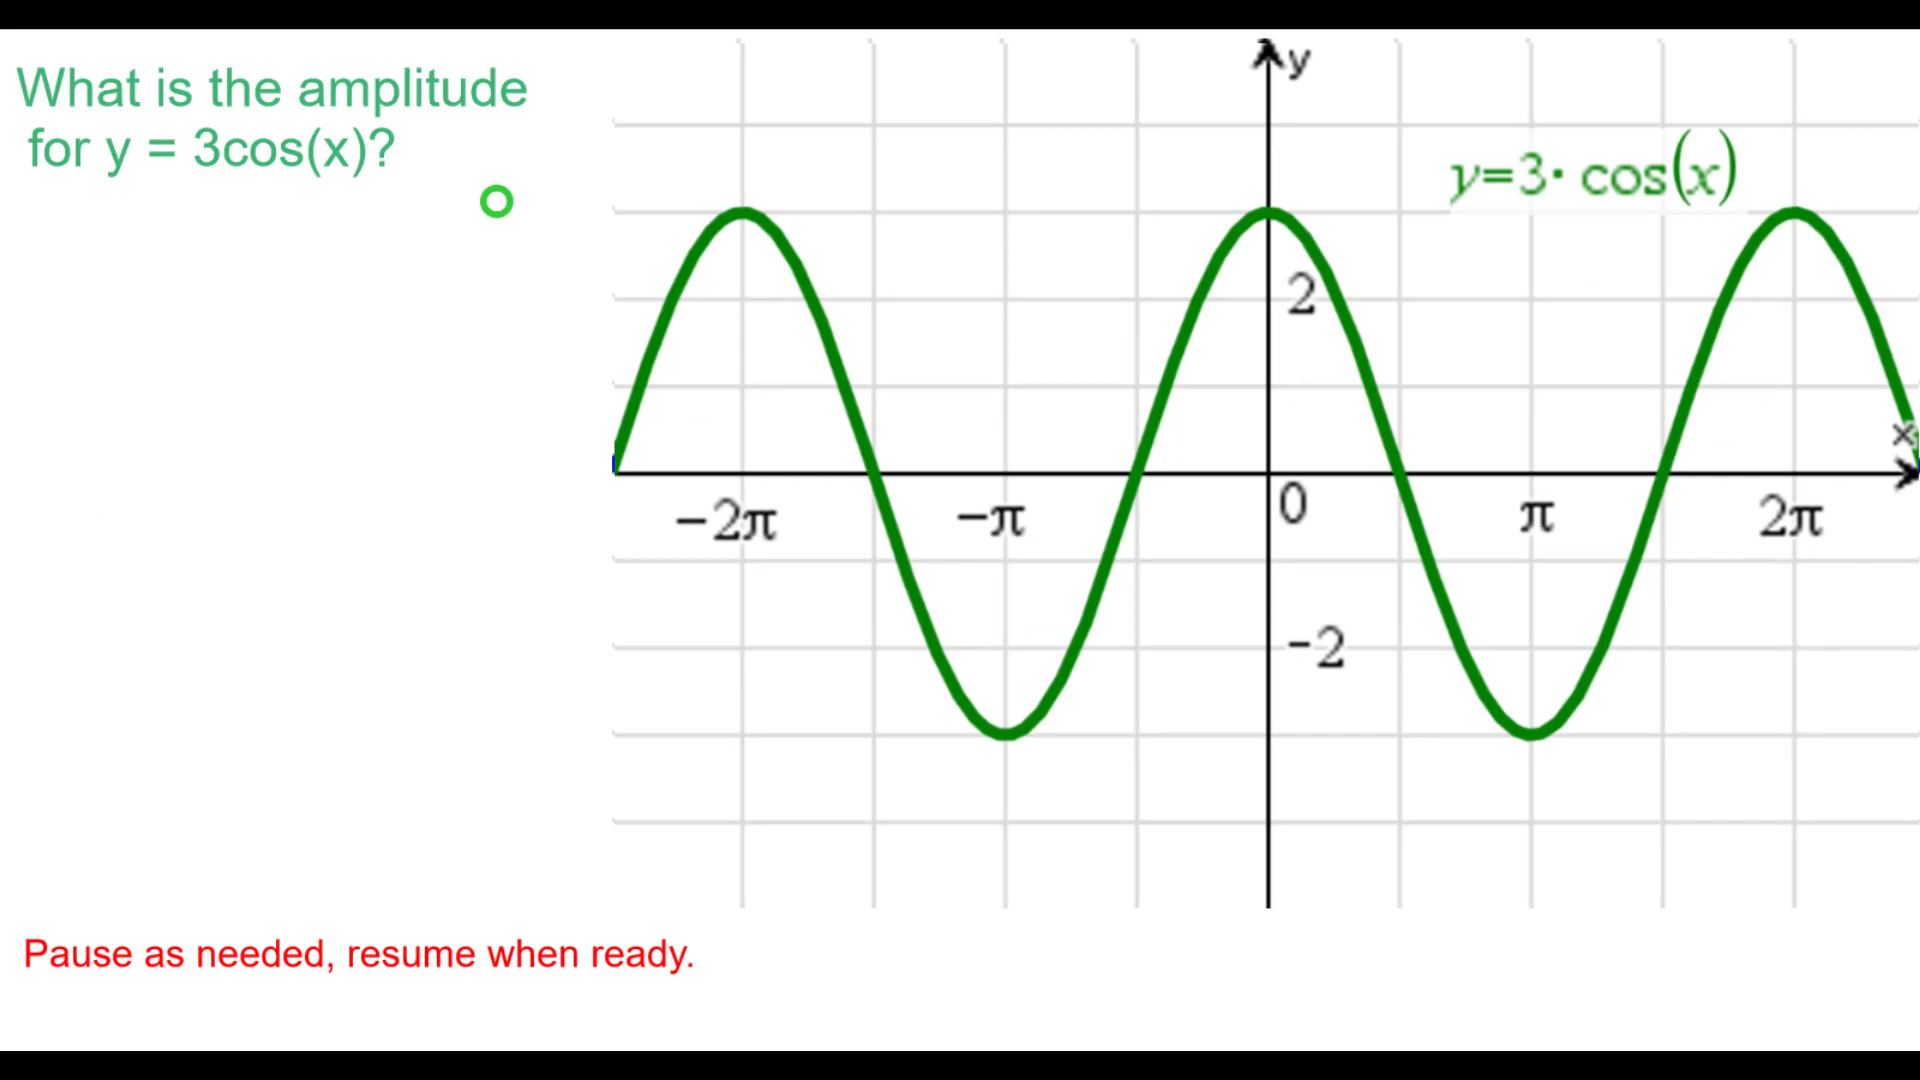 What is the amplitude
for y = 3cos(x)?
y
y=3· cos(x)
2
x
−2π
−π
0
π
2π
-2
Pause as needed, resume when ready.